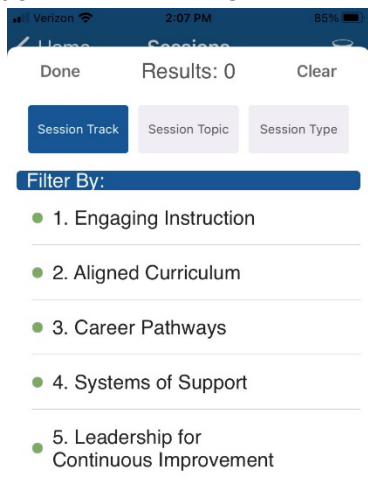 Verizon 2:07 PM 85%
Home Sessions
Done Results: 0 Clear
Session Track Session Topic Session Type
Filter By:
1. Engaging Instruction
2. Aligned Curriculum
3. Career Pathways
4. Systems of Support
5. Leadership for
Continuous Improvement